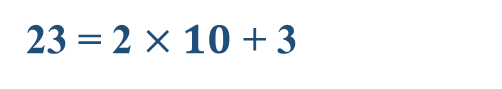 23 = 2 × 10 + 3